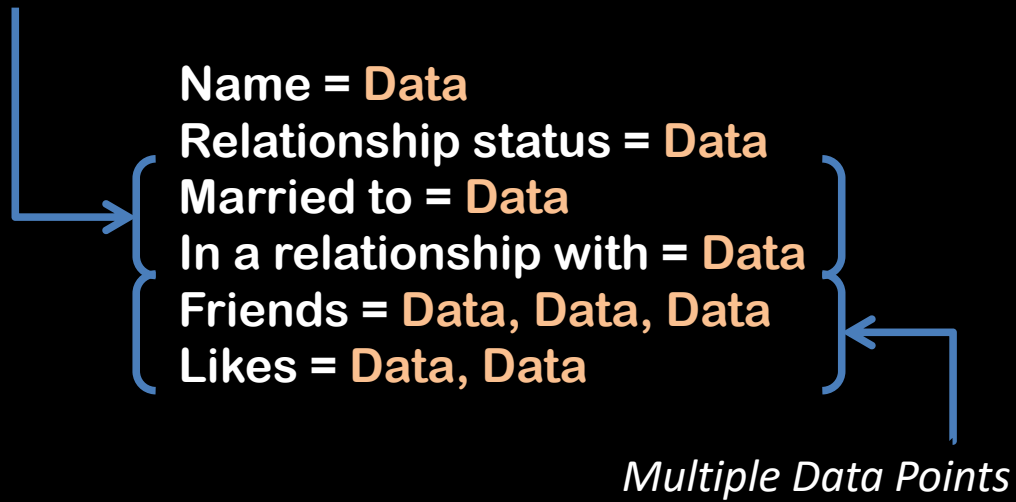 Name = Data
Relationship status = Data
Married to = Data
In a relationship with = Data
Friends = Data, Data, Data
Likes = Data, Data
Multiple Data Points